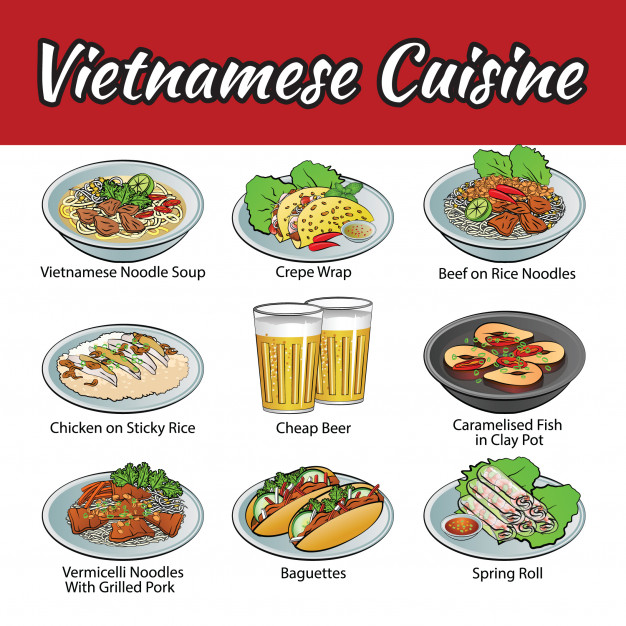 Vietnamese Cuisine
Vietnamese Noodle Soup
Crepe Wrap
Beef on Rice Noodles
Chicken on Sticky Rice
Cheap Beer
Caramelised Fish
in Clay Pot
Vermicelli Noodles
With Grilled Pork
Baguettes
Spring Roll